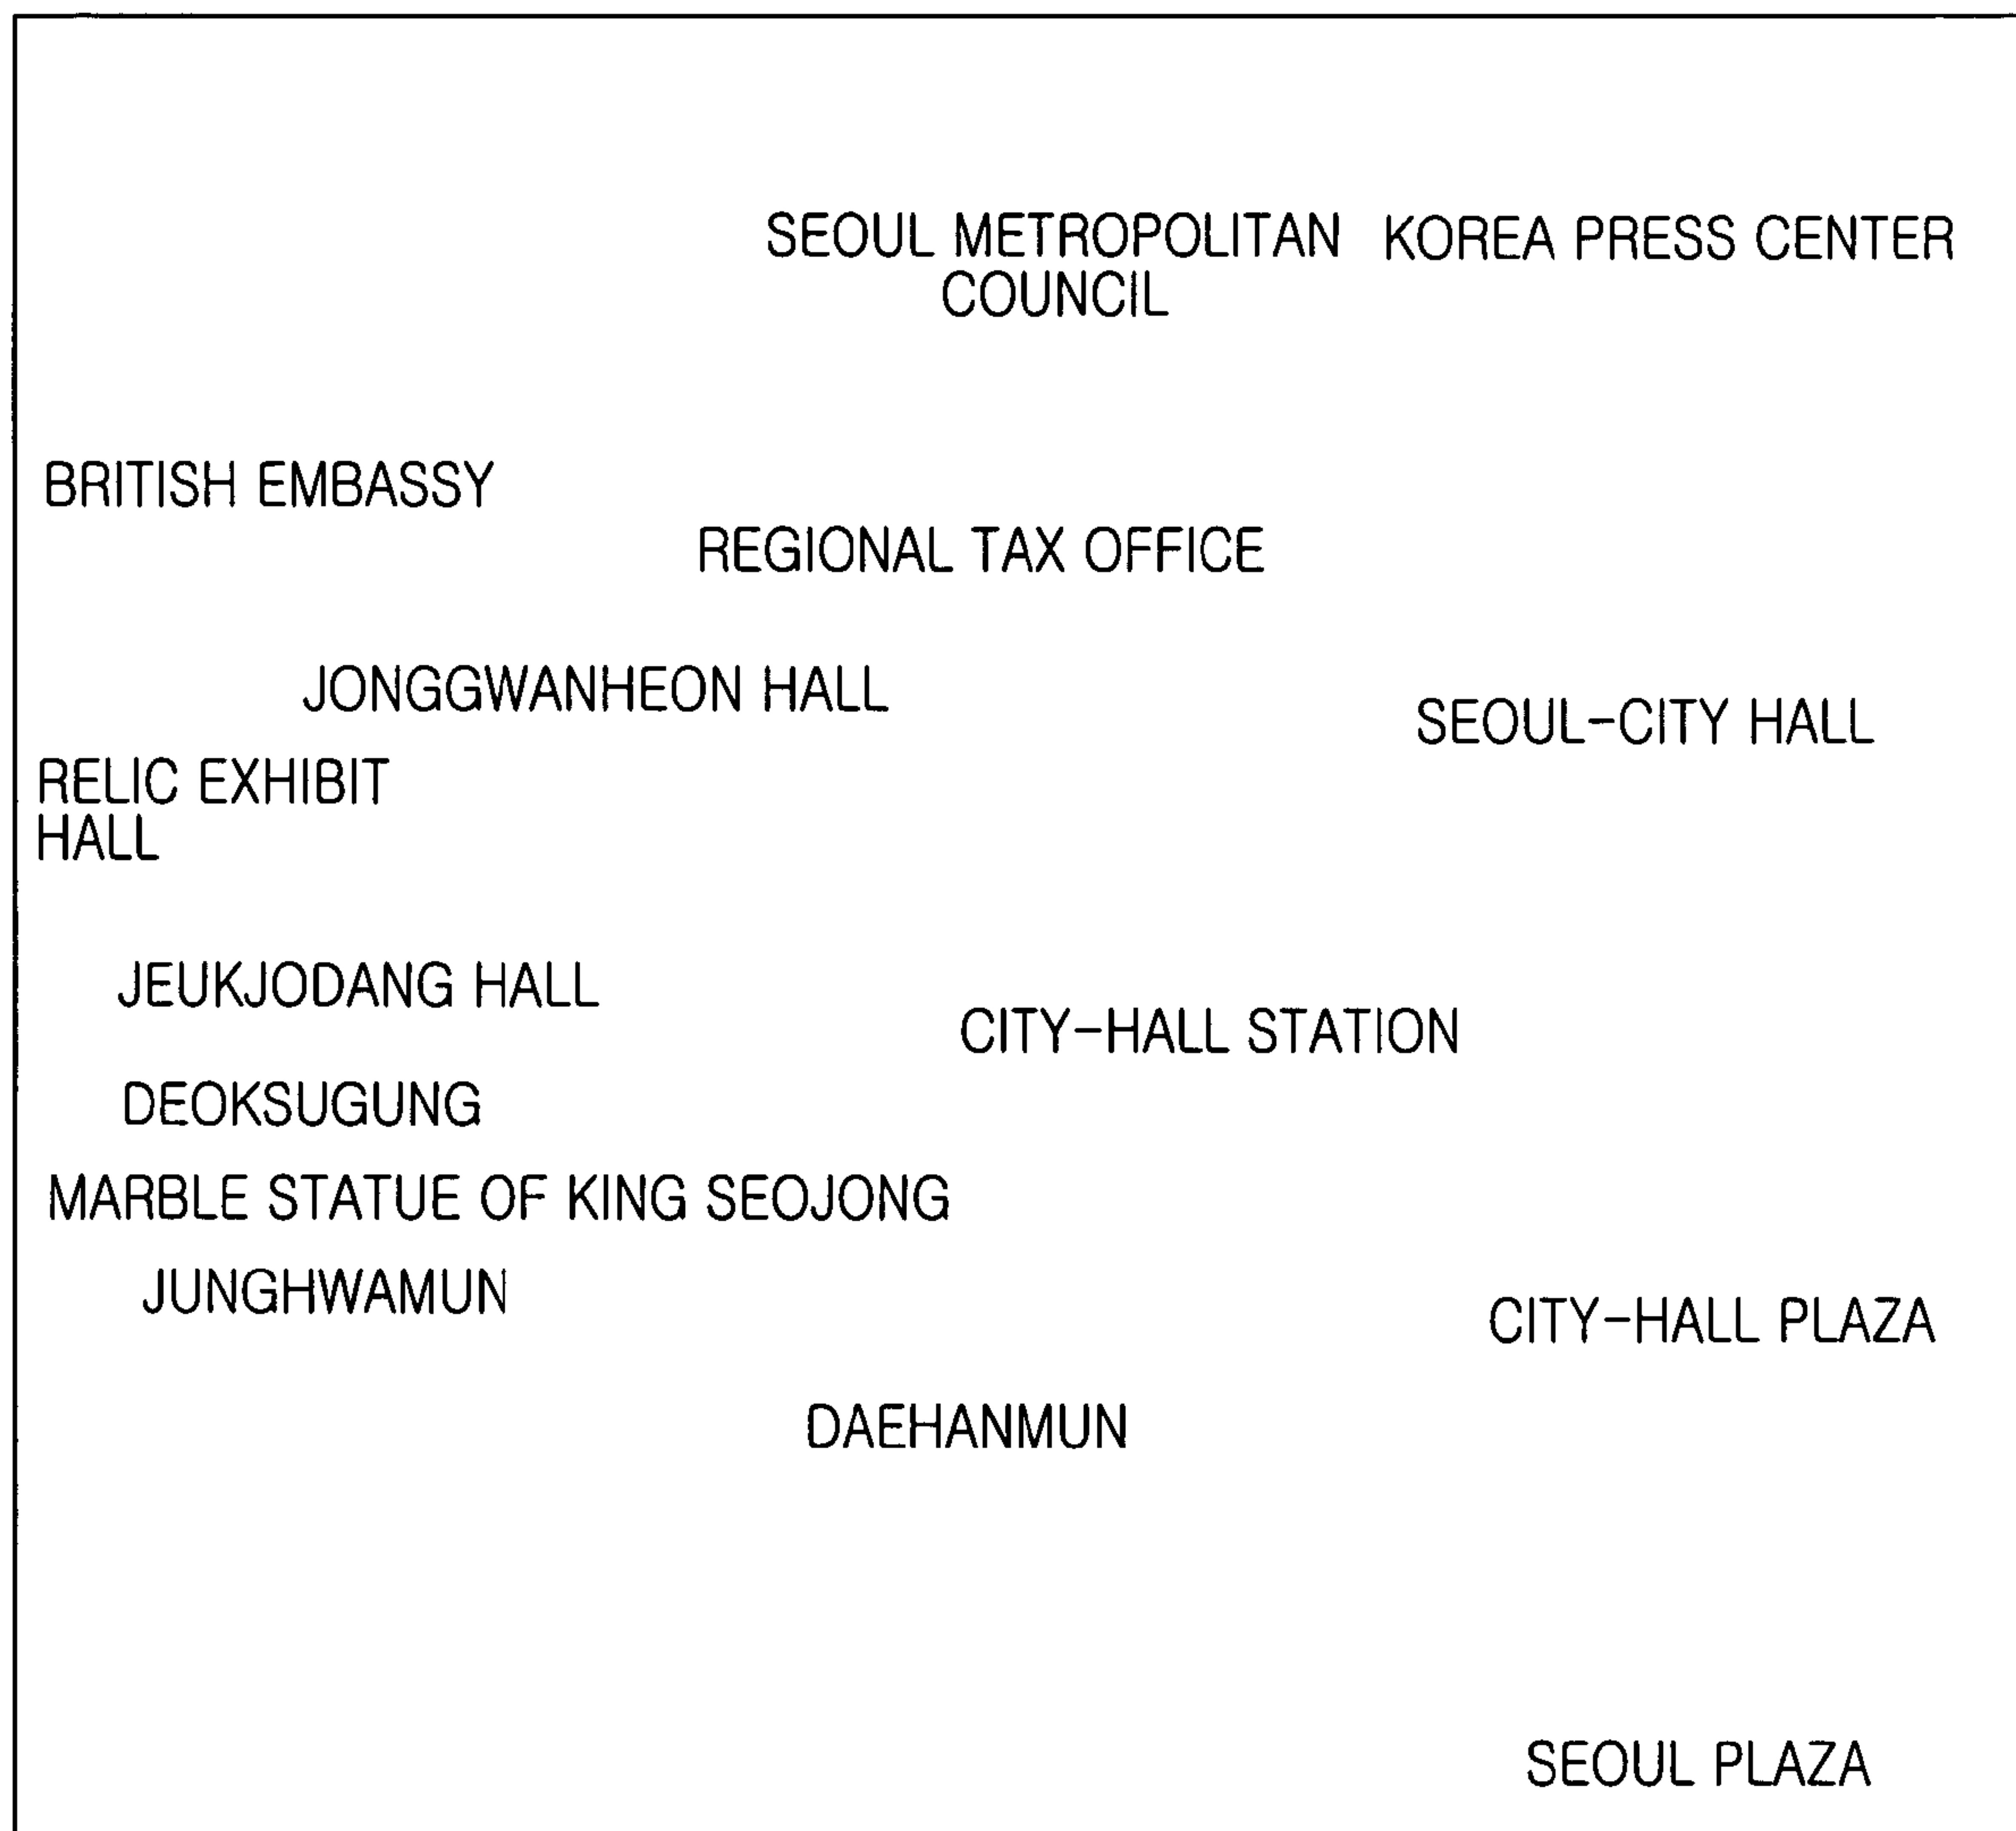 SEOUL METROPOLITAN
COUNCIL
KOREA PRESS CENTER
BRITISH EMBASSY
REGIONAL TAX OFFICE
JONGGWANHEON HALL
SEOUL-CITY HALL
RELIC EXHIBIT
HALL
JEUKJODANG HALL
CITY-HALL STATION
DEOKSUGUNG
MARBLE STATUE OF KING SEOJONG
JUNGHWAMUN
CITY-HALL PLAZA
DAEHANMUN
SEOUL PLAZA